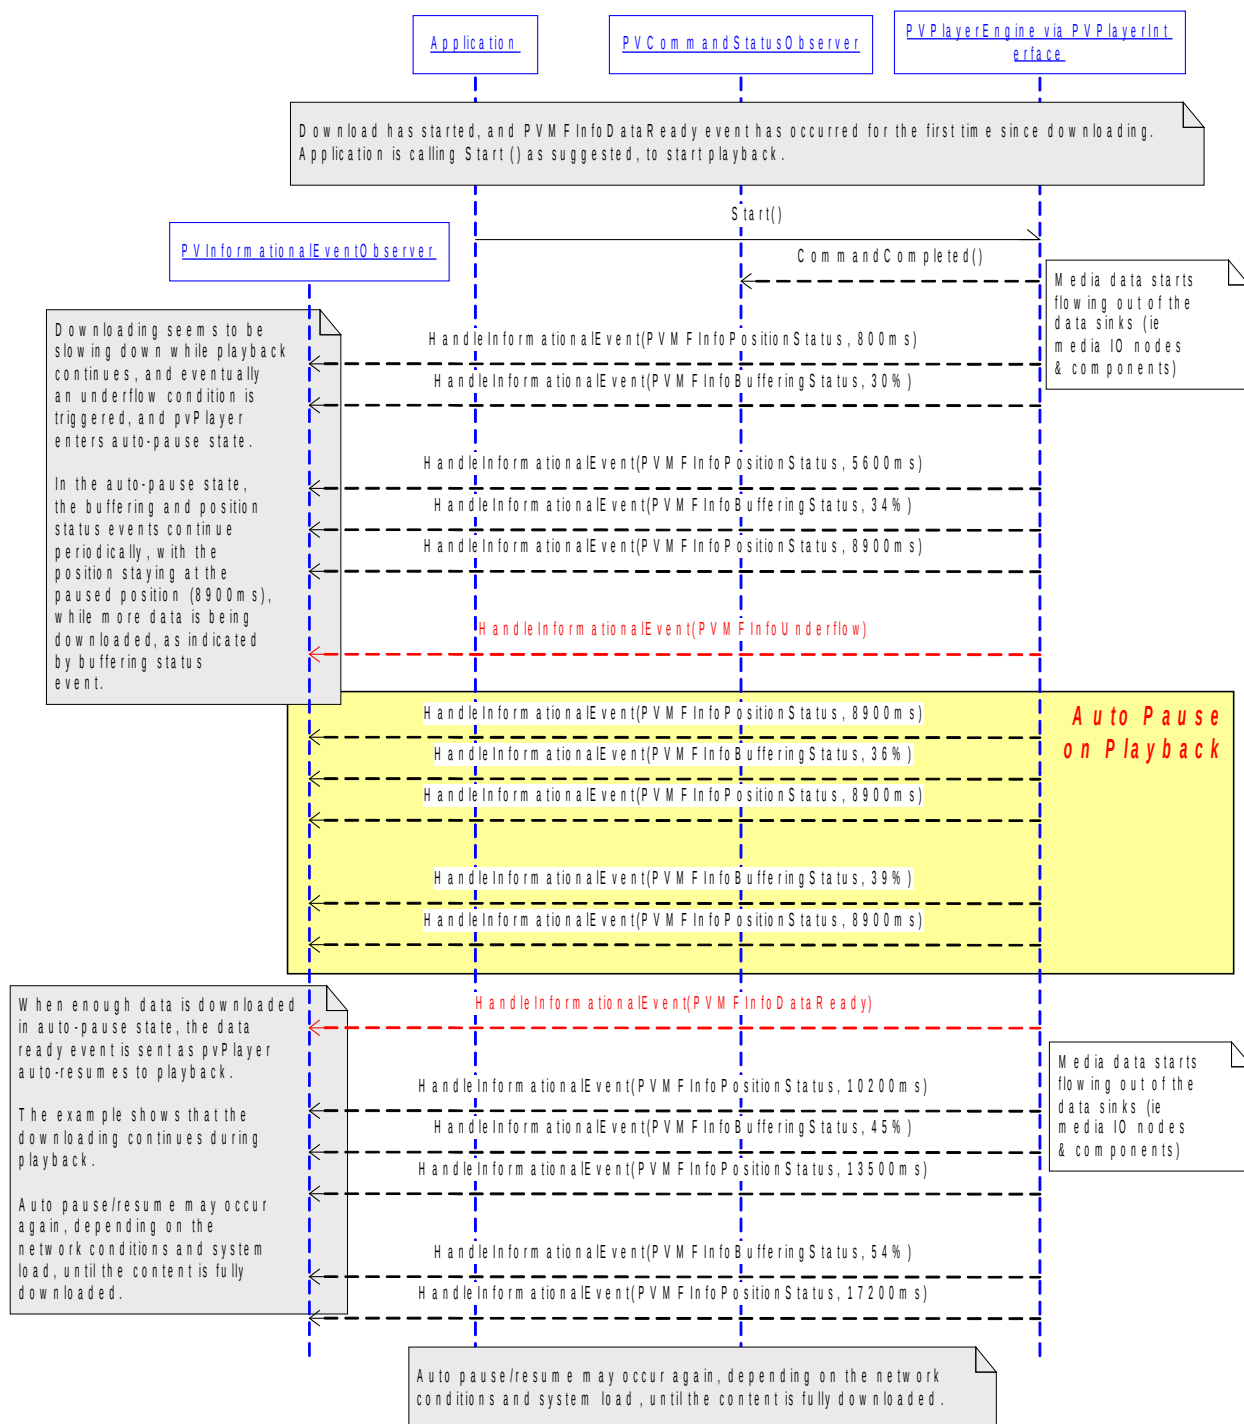 Application
PVCommandStatusObserver
PVPlayerEngine via PVPlayerInt
erface
Download has started, and PVMFInfoDataReady event has occurred for the first time since downloading.
Application is calling Start() as suggested, to start playback.
Start()
PVInformationalEventObserver
CommandCompleted()
Media data starts
flowing out of the
data sinks (ie
media IO nodes
& components)
Downloading seems to be
slowing down while playback
continues, and eventually
an underflow condition is
triggered, and pvPlayer
enters auto-pause state.
In the auto-pause state,
the buffering and position
status events continue
periodically, with the
position staying at the
paused position (8900ms),
while more data is being
downloaded, as indicated
by buffering status
event.
HandleInformationalEvent(PVMFInfoPositionStatus, 800ms)
HandleInformationalEvent(PVMFInfoBufferingStatus, 30%)
HandleInformationalEvent(PVMFInfoPositionStatus, 5600ms)
HandleInformationalEvent(PVMFInfoBufferingStatus, 34%)
HandleInformationalEvent(PVMFInfoPositionStatus, 8900ms)
HandleInformationalEvent(PVMFInfoUnderflow)
HandleInformationalEvent(PVMFInfoPositionStatus, 8900ms)
Auto Pause
on Playback
HandleInformationalEvent(PVMFInfoBufferingStatus, 36%)
HandleInformationalEvent(PVMFInfoPositionStatus, 8900ms)
HandleInformationalEvent(PVMFInfoBufferingStatus, 39%)
HandleInformationalEvent(PVMFInfoPositionStatus, 8900ms)
When enough data is downloaded
in auto-pause state, the data
ready event is sent as pvPlayer
auto-resumes to playback.
The example shows that the
downloading continues during
playback.
Auto pause/resume may occur
again, depending on the
network conditions and system
load, until the content is fully
downloaded.
HandleInformationalEvent(PVMFInfoDataReady)
Media data starts
flowing out of the
data sinks (ie
media IO nodes
& components)
HandleInformationalEvent(PVMFInfoPositionStatus, 10200ms)
HandleInformationalEvent(PVMFInfoBufferingStatus, 45%)
HandleInformationalEvent(PVMFInfoPositionStatus, 13500ms)
HandleInformationalEvent(PVMFInfoBufferingStatus, 54%)
HandleInformationalEvent(PVMFInfoPositionStatus, 17200ms)
Auto pause/resume may occur again, depending on the network
conditions and system load, until the content is fully downloaded.